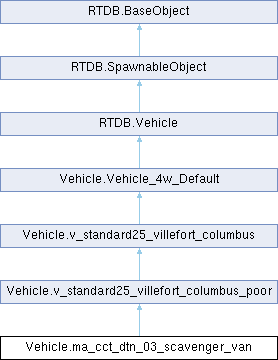 RTDB.BaseObject
RTDB.SpawnableObject
RTDB.Vehicle
Vehicle.Vehicle_4w_Default
Vehicle.v_standard25_villefort_columbus
Vehicle.v_standard25_villefort_columbus_poor
Vehicle.ma_cct_dtn_03_scavenger_van